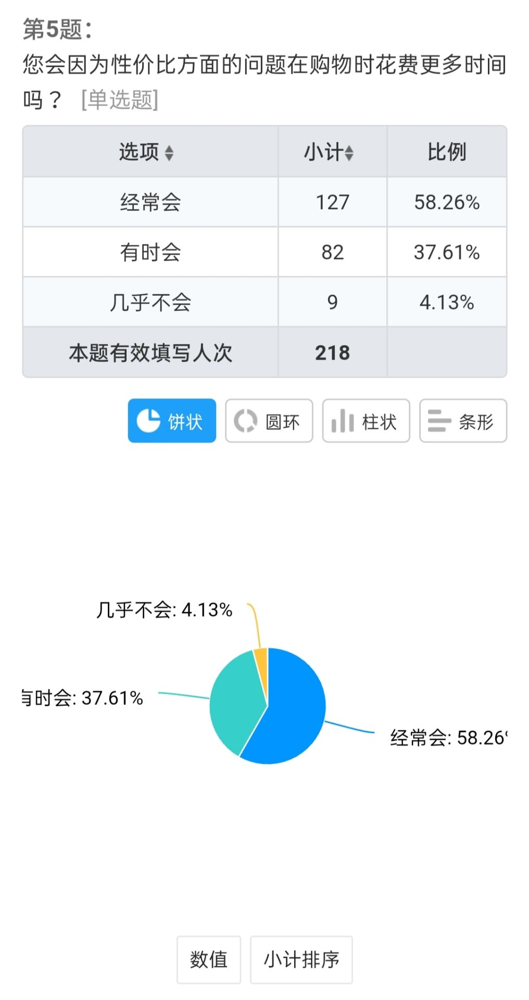 第5题：
您会因为性价比方面的问题在购物时花费更多时间
吗？ [单选题]
选项 小计 比例
经常会 127 58.26%
有时会 82 37.61%
几乎不会 9 4.13%
本题有效填写人次 218
饼状 圆环 柱状 条形
几乎不会: 4.13%
有时会: 37.61%
经常会: 58.26
数值 小计排序